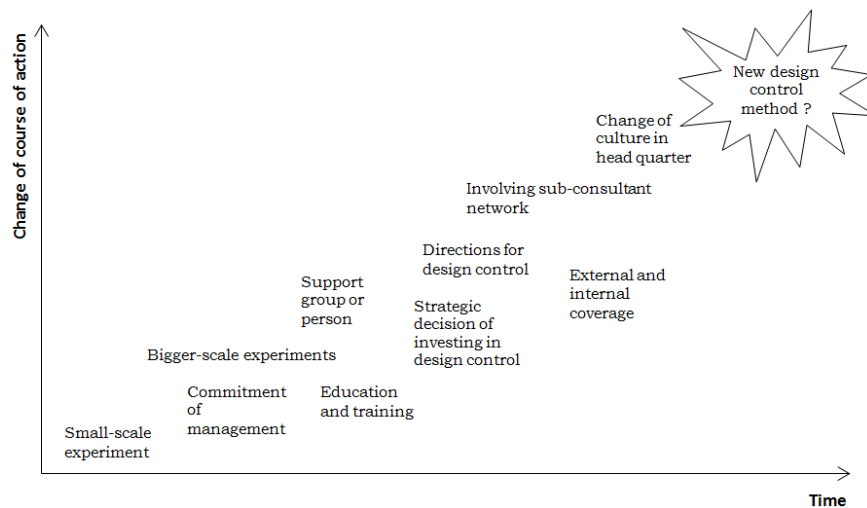 Change of course of action
New design
control
method ?
Change of
culture in
head quarter
Involving sub-consultant
network
Directions for
design control
External and
internal
coverage
Support
group or
person
Strategic
decision of
investing in
design control
Bigger-scale experiments
Commitment
of
management
Education
and training
Small-scale
experiment
Time